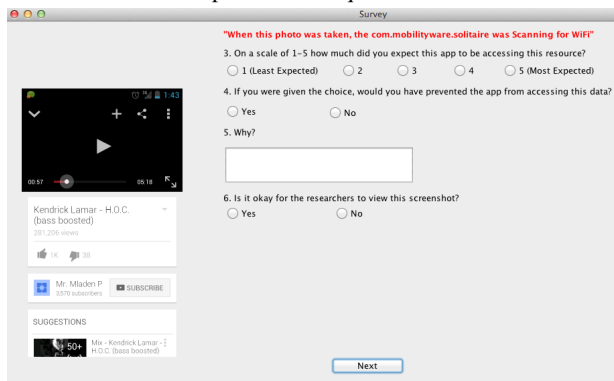 Survey
"When this photo was taken, the com.mobilityware.solitaire was Scanning for WiFi"
3. On a scale of 1-5 how much did you expect this app to be accessing this resource?
1 (Least Expected) 2 3 4 5 (Most Expected)
4. If you were given the choice, would you have prevented the app from accessing this data?
Yes No
5. Why?
6. Is it okay for the researchers to view this screenshot?
Yes No
Next
1:43
00:57 05:18
Kendrick Lamar - H.O.C.
(bass boosted)
281,206 views
1K 38
Mr. Mladen P
3,570 subscribers
SUBSCRIBE
SUGGESTIONS
50+
Mix - Kendrick Lamar -
H.O.C. (bass boosted)